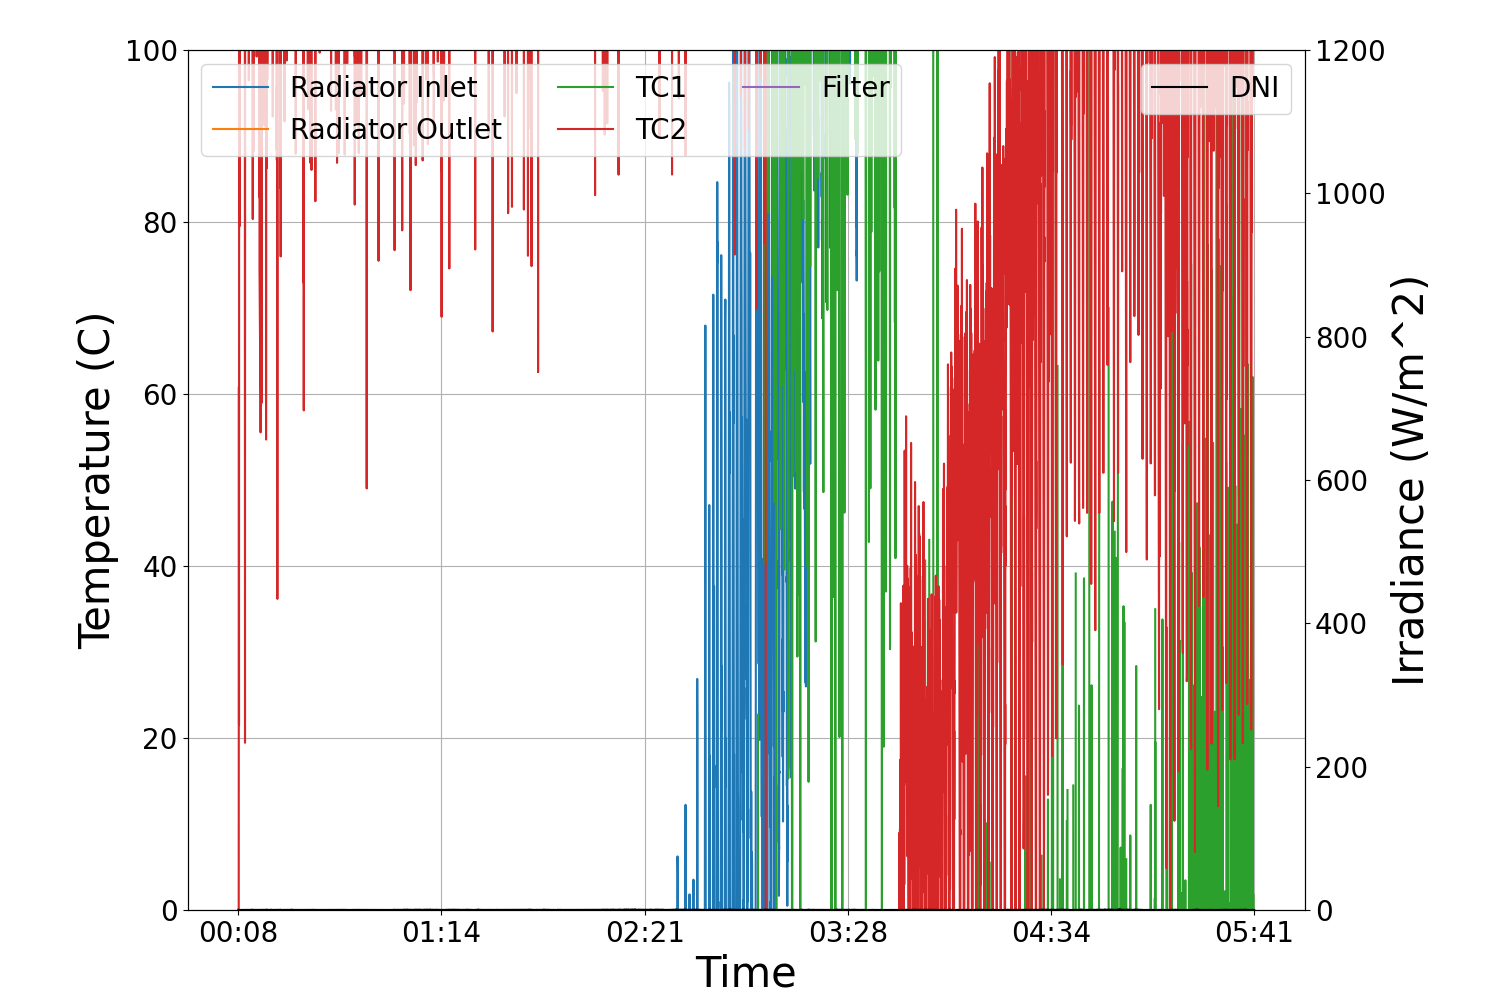 Radiator Inlet
Radiator Outlet
TC1
TC2
Filter
DNI
Temperature (C)
100
80
60
40
20
0
1200
1000
800
600
400
200
0
Irradiance (W/m^2)
00:08 01:14 02:21 03:28 04:34 05:41
Time